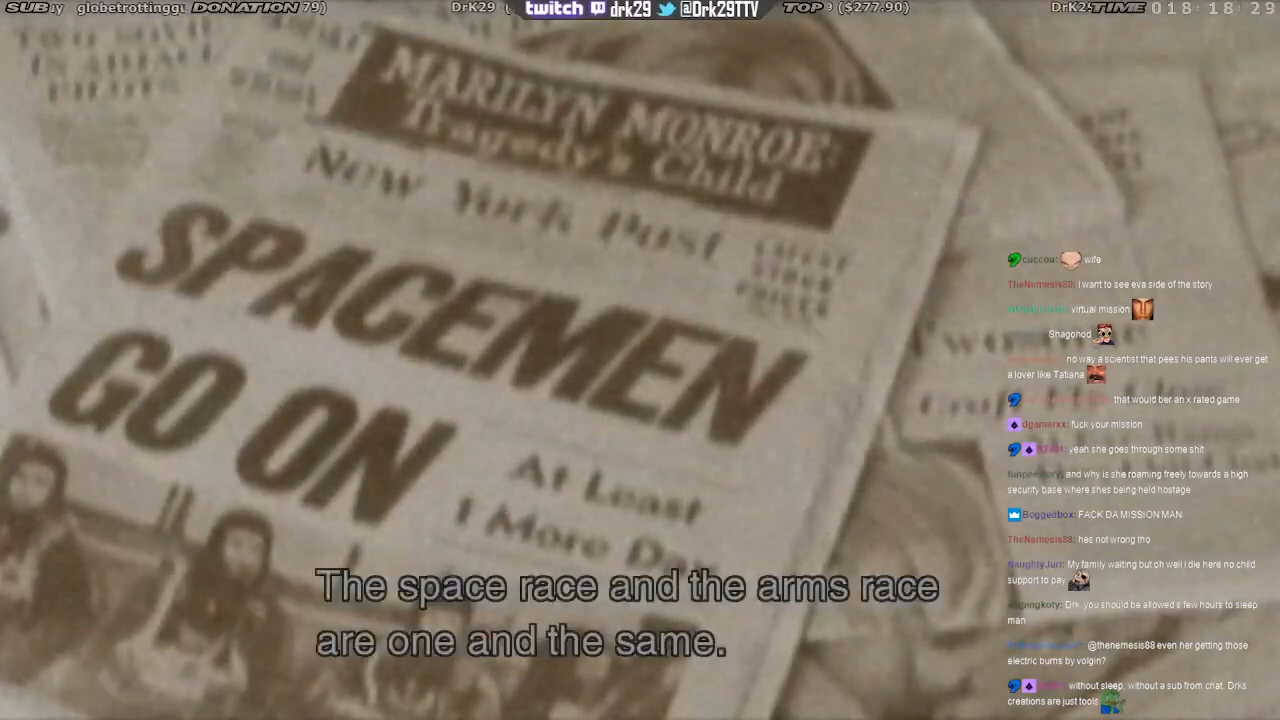 SUB globetrottinggu DONATION 79) DrK29 twitch drk29 @Drk29TTV TOP ($277.90) TIME 018:18:29
MARILYN MONROE:
Tragedy's Child
New York Post
LATEST
STOCK
PRICES
SPACEMEN
GO ON
At Least
1 More Day
The space race and the arms race
are one and the same.
cuccou: wife
TheNemesis88: i want to see eva side of the story
virtual mission
Shagohod
no way a scientist that pees his pants will ever get
a lover like Tatiana
that would ber an x rated game
dgamerxx: fuck your mission
yeah she goes through some shit
and why is she roaming freely towards a high
security base where shes being held hostage
Boggedbox: FACK DA MISSION MAN
TheNemesis88: hes not wrong tho
NaughtyJun: My family waiting but oh well i die here no child
support to pay
Drk you should be allowed s few hours to sleep
man
@thenemesis88 even her getting those
electric burns by volgin?
without sleep, without a sub from chat. Drks
creations are just tools